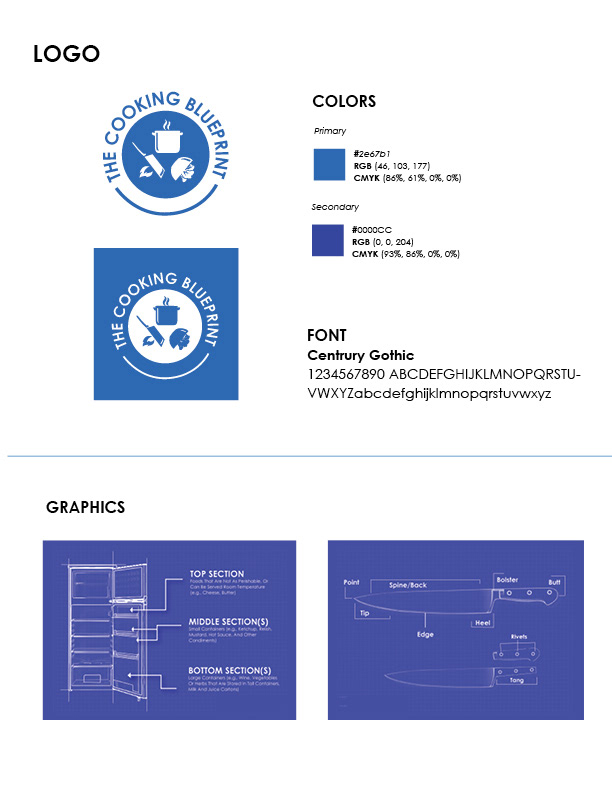 LOGO
THE COOKING BLUEPRINT
COLORS
Primary
#2e67b1
RGB (46, 103, 177)
CMYK (86%, 61%, 0%, 0%)
Secondary
#0000CC
RGB (0, 0, 204)
CMYK (93%, 86%, 0%, 0%)
THE COOKING BLUEPRINT
FONT
Centrury Gothic
1234567890 ABCDEFGHIJKLMNOPQRSTU-
VWXYZabcdefghijklmnopqrstuvwxyz
GRAPHICS
TOP SECTION
Foods That Are Not As Perishable, Or
Can Be Served Room Temperature
(e.g., Cheese, Butter)
MIDDLE SECTION(S)
Small Containers (e.g., Ketchup, Relish,
Mustard, Hot Sauce, And Other
Condiments)
BOTTOM SECTION(S)
Large Containers (e.g., Wine, Vegetables
Or Herbs That Are Stored In Tall Containers,
Milk And Juice Cartons)
Point
Spine/Back
Bolster
Butt
Tip
Edge
Heel
Rivets
Tang